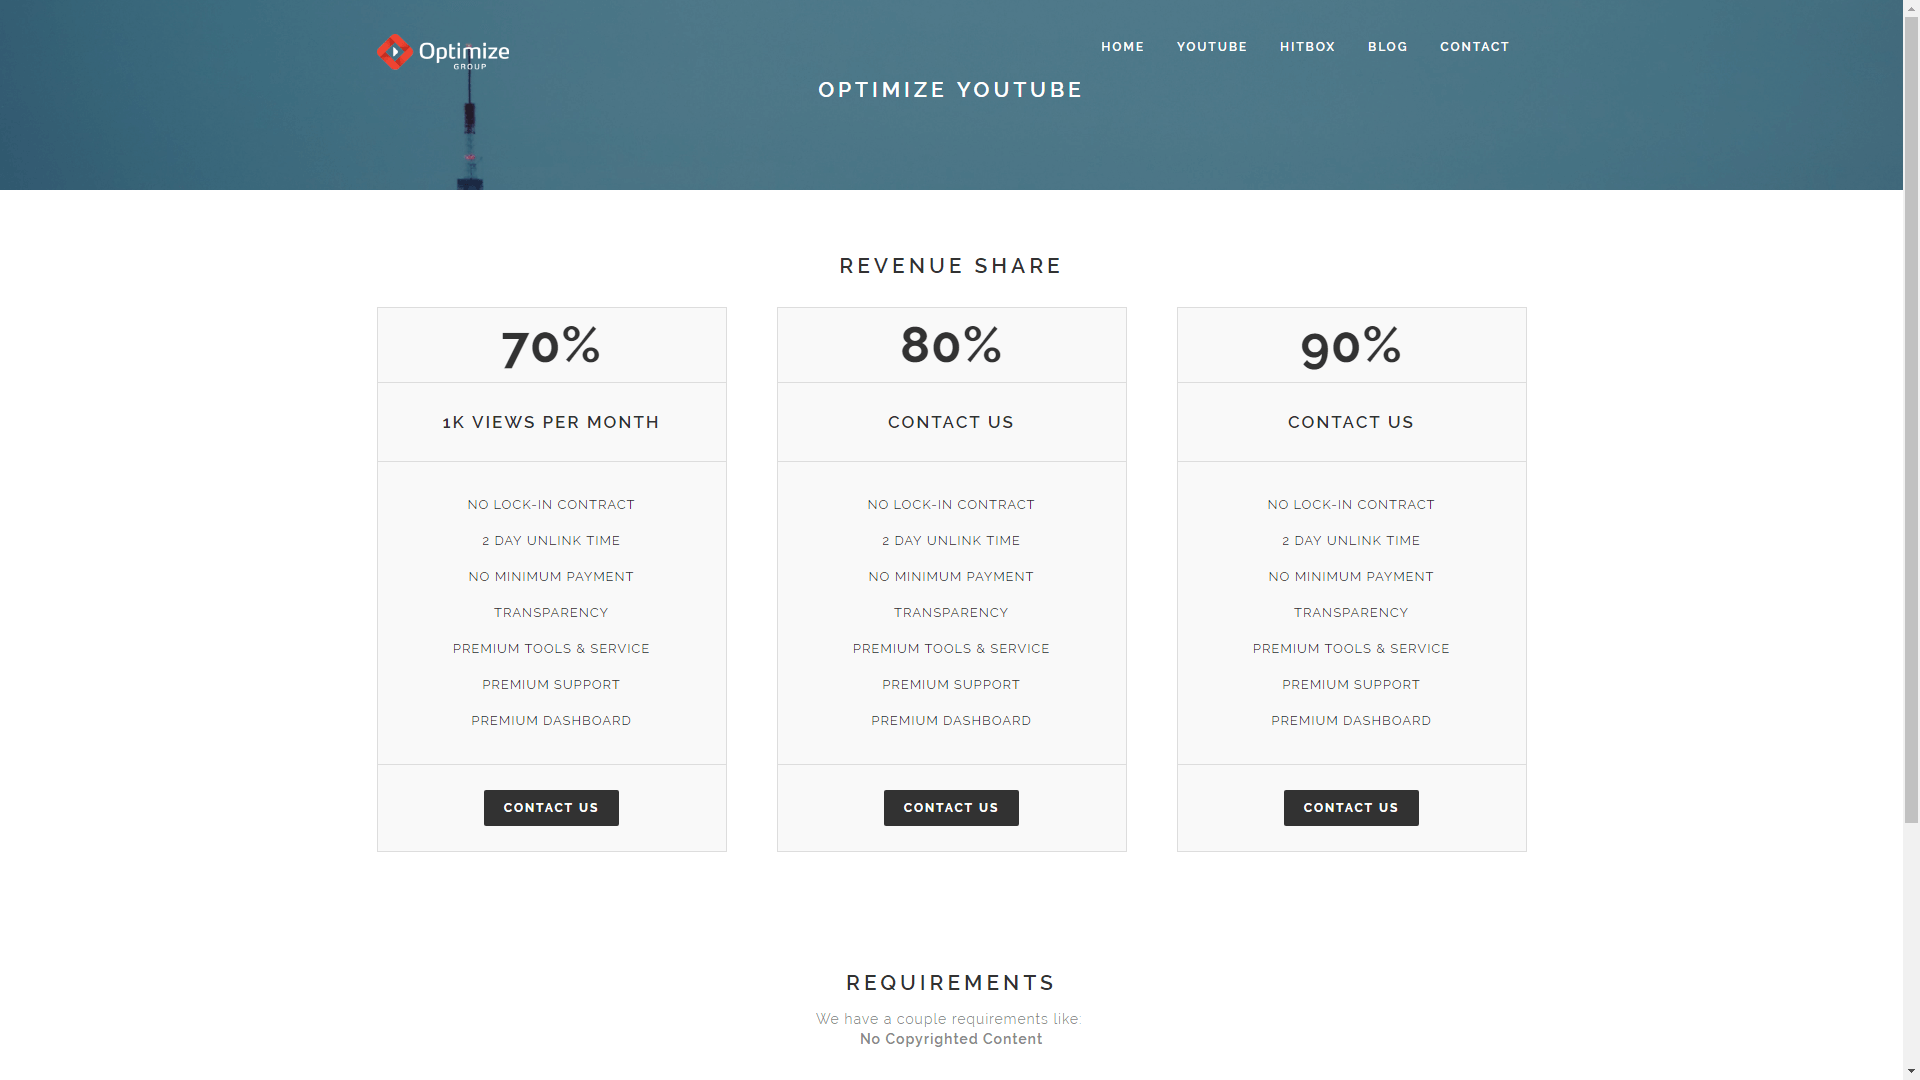 Optimize
GROUP
HOME YOUTUBE HITBOX BLOG CONTACT
OPTIMIZE YOUTUBE
REVENUE SHARE
70%
1K VIEWS PER MONTH
NO LOCK-IN CONTRACT
2 DAY UNLINK TIME
NO MINIMUM PAYMENT
TRANSPARENCY
PREMIUM TOOLS & SERVICE
PREMIUM SUPPORT
PREMIUM DASHBOARD
CONTACT US
80%
CONTACT US
NO LOCK-IN CONTRACT
2 DAY UNLINK TIME
NO MINIMUM PAYMENT
TRANSPARENCY
PREMIUM TOOLS & SERVICE
PREMIUM SUPPORT
PREMIUM DASHBOARD
CONTACT US
90%
CONTACT US
NO LOCK-IN CONTRACT
2 DAY UNLINK TIME
NO MINIMUM PAYMENT
TRANSPARENCY
PREMIUM TOOLS & SERVICE
PREMIUM SUPPORT
PREMIUM DASHBOARD
CONTACT US
REQUIREMENTS
We have a couple requirements like:
No Copyrighted Content